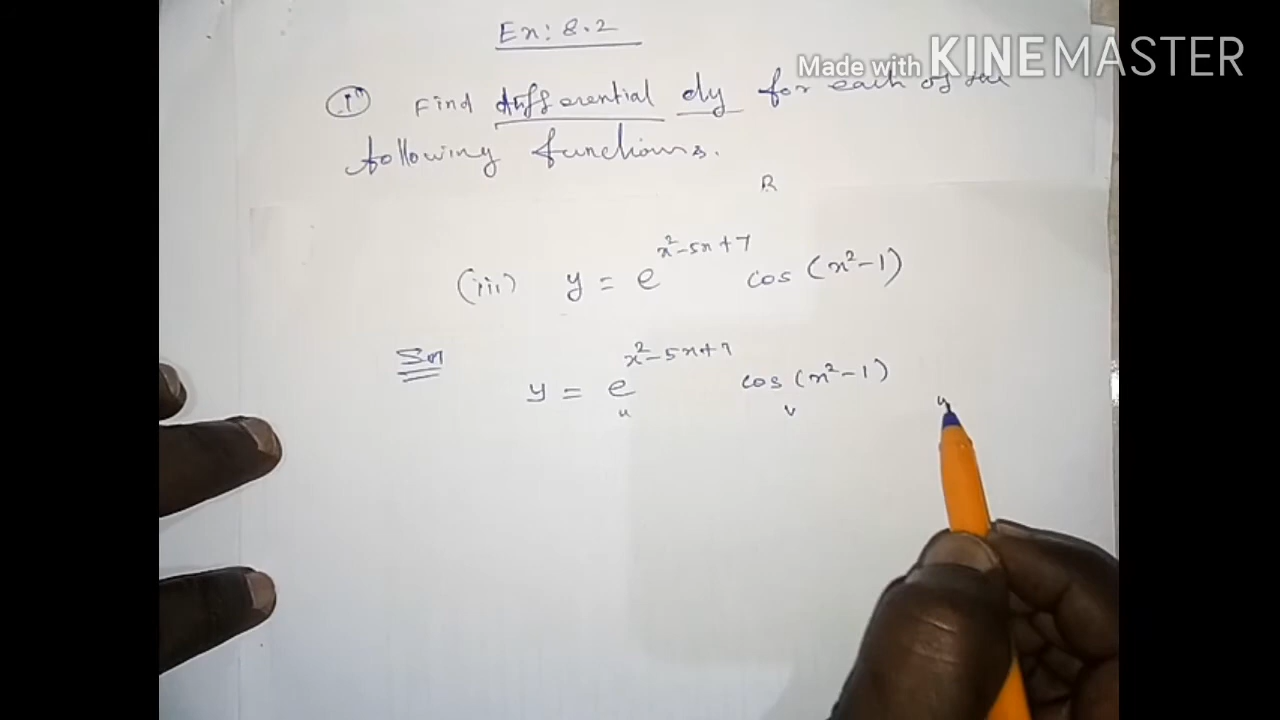 Made with KINEMASTER
Ex: 8.2
1) Find differential dy for each of the
following functions.
R
(iii) y = e^{x²-5x+7} cos (x²-1)
Sol
y = e^{x²-5x+7} cos (x²-1)
u v u